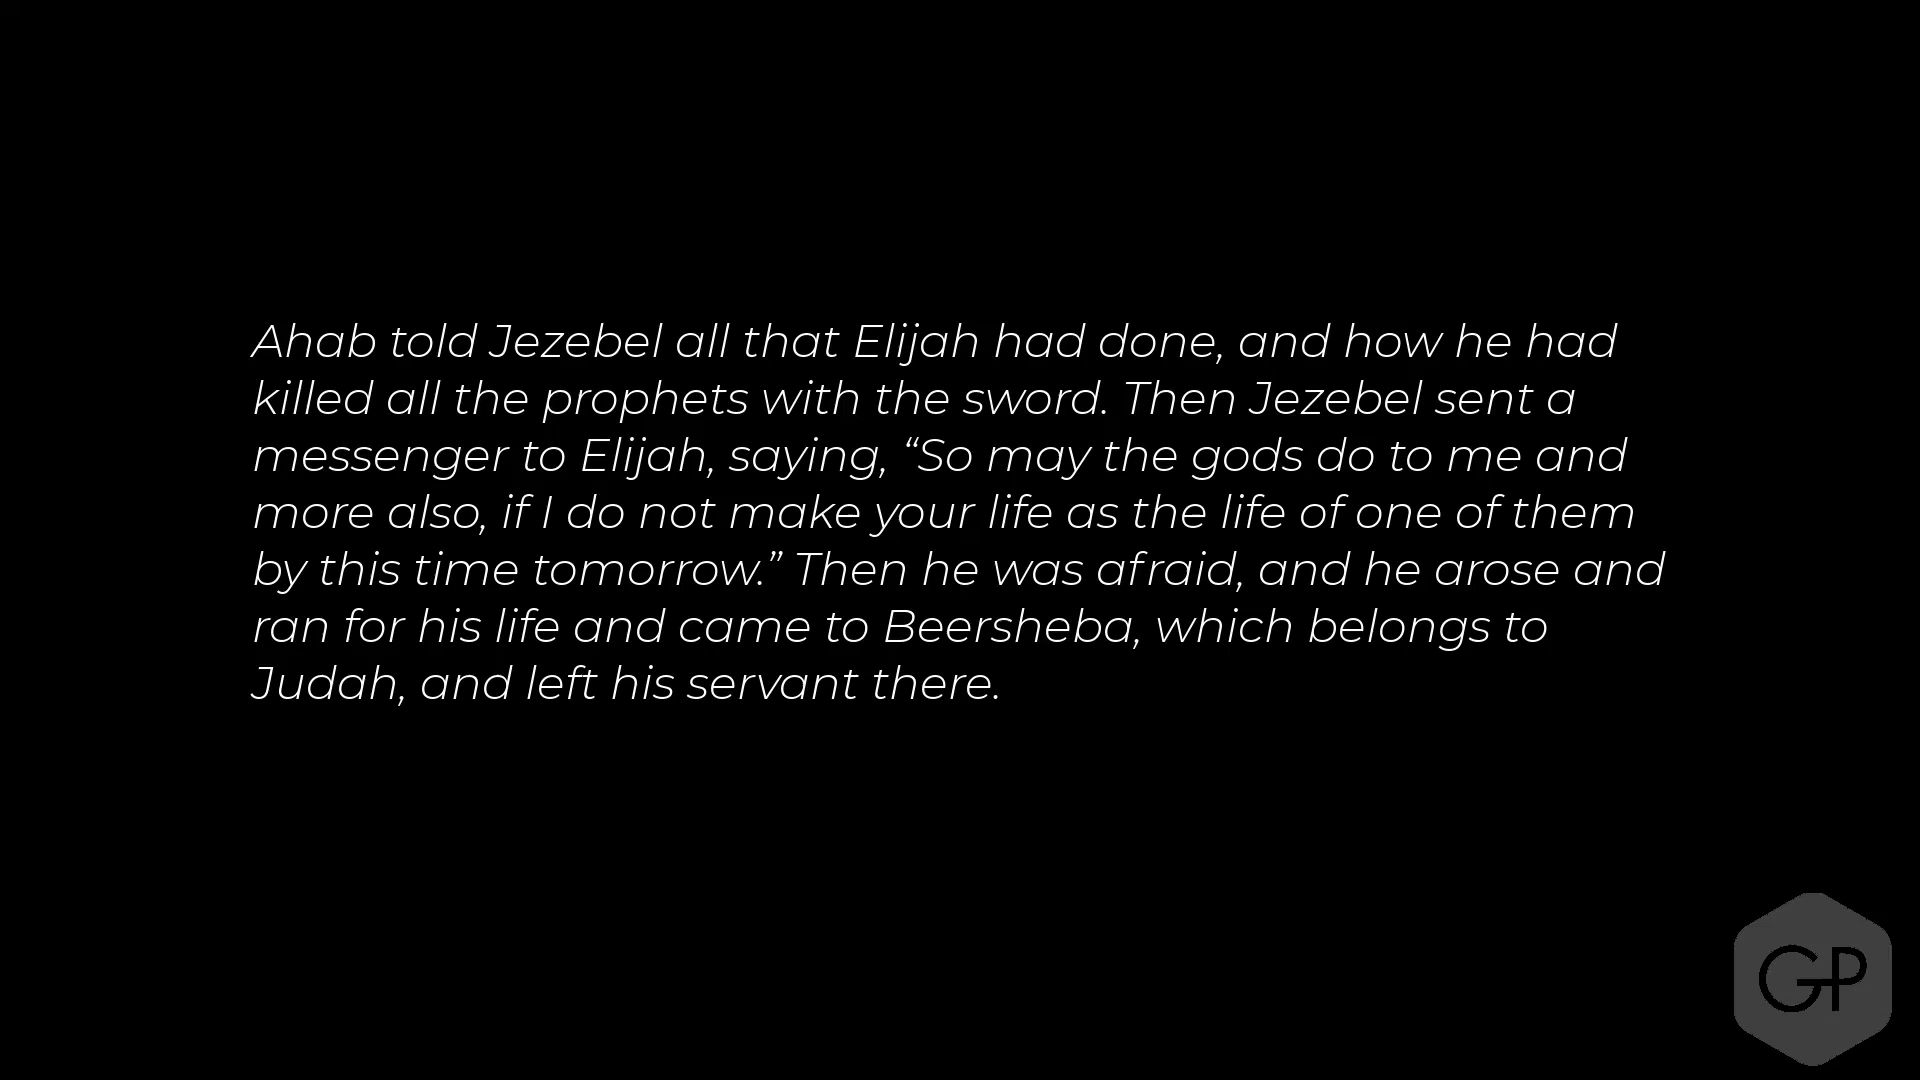 Ahab told Jezebel all that Elijah had done, and how he had
killed all the prophets with the sword. Then Jezebel sent a
messenger to Elijah, saying, “So may the gods do to me and
more also, if I do not make your life as the life of one of them
by this time tomorrow.” Then he was afraid, and he arose and
ran for his life and came to Beersheba, which belongs to
Judah, and left his servant there.
GP